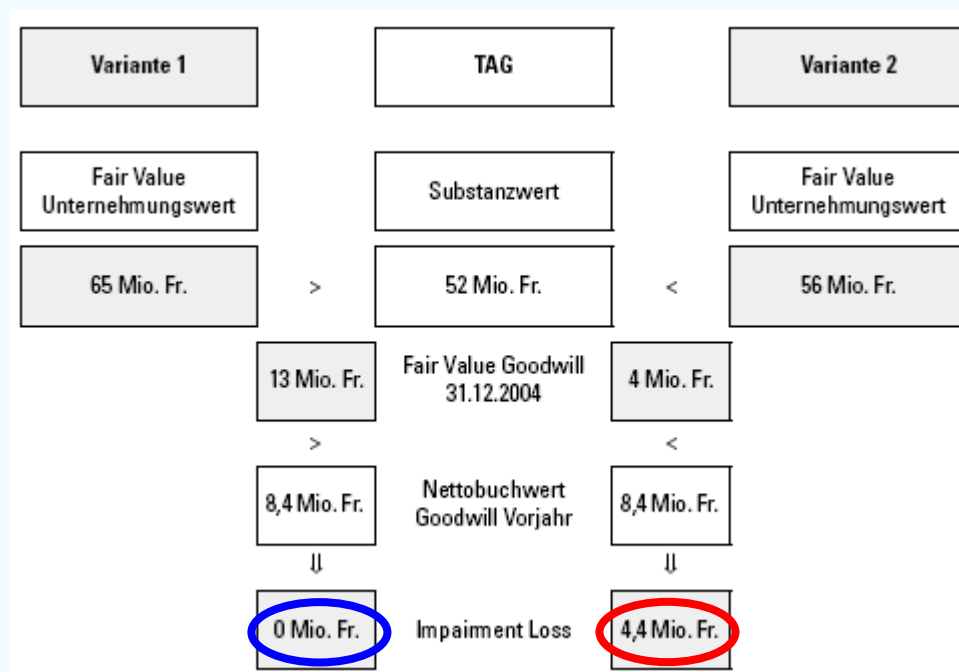 Variante 1 TAG Variante 2
Fair Value Fair Value
Unternehmungswert Substanzwert Unternehmungswert
65 Mio. Fr. > 52 Mio. Fr. < 56 Mio. Fr.
13 Mio. Fr. Fair Value Goodwill 4 Mio. Fr.
31.12.2004
> <
8,4 Mio. Fr. Nettobuchwert 8,4 Mio. Fr.
Goodwill Vorjahr
⇓ ⇓
0 Mio. Fr. Impairment Loss 4,4 Mio. Fr.